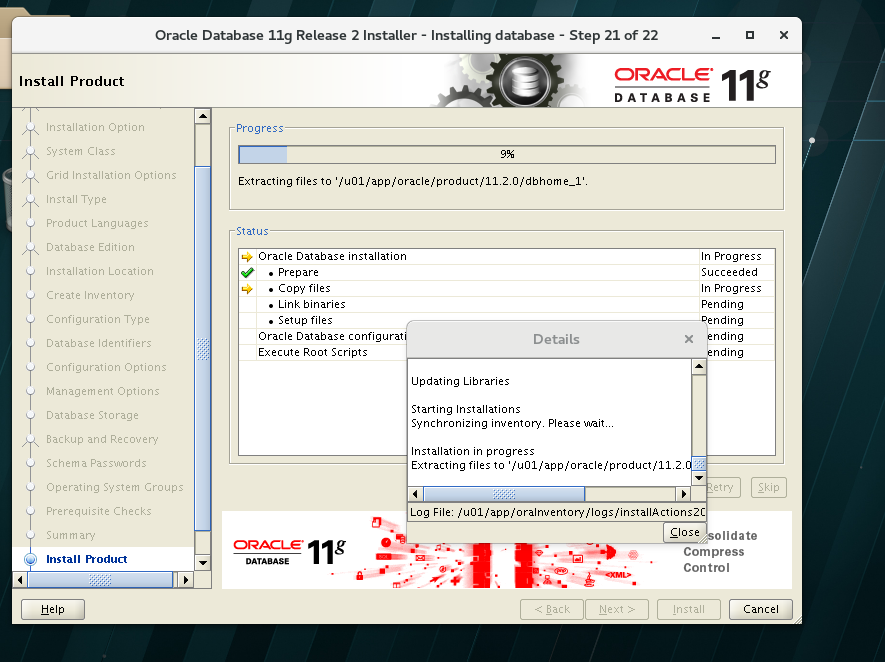 Oracle Database 11g Release 2 Installer - Installing database - Step 21 of 22
Install Product
ORACLE
DATABASE 11g
Installation Option
System Class
Grid Installation Options
Install Type
Product Languages
Database Edition
Installation Location
Create Inventory
Configuration Type
Database Identifiers
Configuration Options
Management Options
Database Storage
Backup and Recovery
Schema Passwords
Operating System Groups
Prerequisite Checks
Summary
Install Product
Progress
9%
Extracting files to '/u01/app/oracle/product/11.2.0/dbhome_1'.
Status
Oracle Database installation In Progress
• Prepare Succeeded
• Copy files In Progress
• Link binaries Pending
• Setup files Pending
Oracle Database configurati ending
Execute Root Scripts ending
Details
Updating Libraries
Starting Installations
Synchronizing inventory. Please wait...
Installation in progress
Extracting files to '/u01/app/oracle/product/11.2.0
Log File: /u01/app/oraInventory/logs/installActions20
Close
Retry Skip
ORACLE
DATABASE 11g
solidate
Compress
Control
<XML>
Help < Back Next > Install Cancel